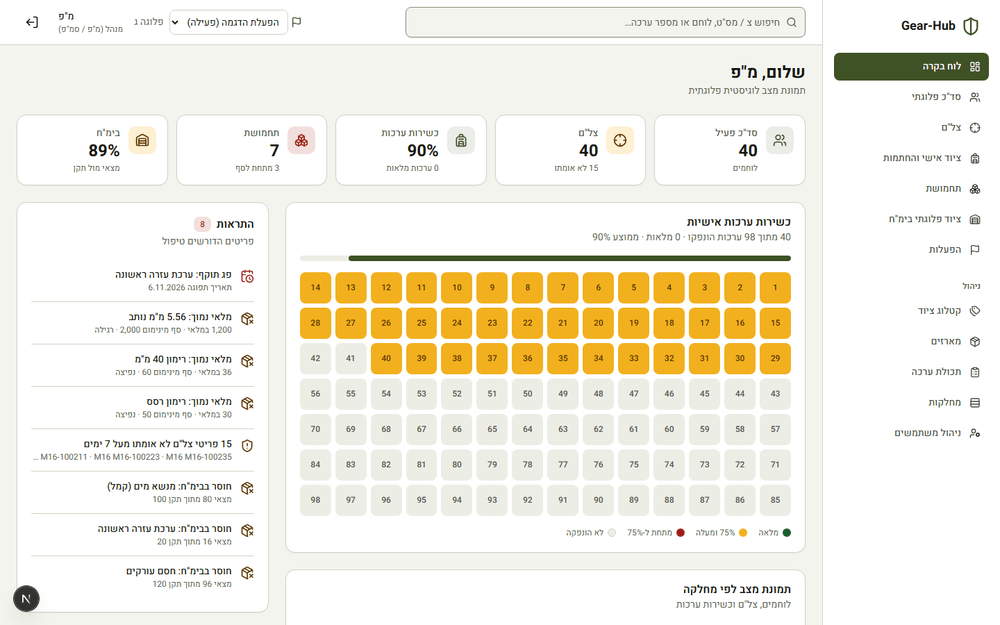 Gear-Hub
לוח בקרה
סד"כ פלוגתי
צל"ם
ציוד אישי והחתמות
תחמושת
ציוד פלוגתי בימ"ח
הפעלות
ניהול
קטלוג ציוד
מארזים
תכולת ערכה
מחלקות
ניהול משתמשים
חיפוש צ / מס"ט, לוחם או מספר ערכה...
הפעלת הדגמה (פעילה)
פלוגה ג
מ"פ
מנהל (מ"פ / סמ"פ)
שלום, מ"פ
תמונת מצב לוגיסטית פלוגתית
סד"כ פעיל
40
לוחמים
צל"ם
40
15 לא אומתו
כשירות ערכות
90%
0 ערכות מלאות
תחמושת
7
3 מתחת לסף
בימ"ח
89%
מצאי מול תקן
כשירות ערכות אישיות
40 מתוך 98 ערכות הונפקו · 0 מלאות · ממוצע 90%
1 2 3 4 5 6 7 8 9 10 11 12 13 14
15 16 17 18 19 20 21 22 23 24 25 26 27 28
29 30 31 32 33 34 35 36 37 38 39 40 41 42
43 44 45 46 47 48 49 50 51 52 53 54 55 56
57 58 59 60 61 62 63 64 65 66 67 68 69 70
71 72 73 74 75 76 77 78 79 80 81 82 83 84
85 86 87 88 89 90 91 92 93 94 95 96 97 98
מלאה 75% ומעלה מתחת ל-75% לא הונפקה
תמונת מצב לפי מחלקה
לוחמים, צל"ם וכשירות ערכות
התראות 8
פריטים הדורשים טיפול
פג תוקף: ערכת עזרה ראשונה
תאריך תפוגה 6.11.2026
מלאי נמוך: 5.56 מ"מ נותב
1,200 במלאי · סף מינימום 2,000 · רגילה
מלאי נמוך: רימון 40 מ"מ
36 במלאי · סף מינימום 60 · נפיצה
מלאי נמוך: רימון רסס
30 במלאי · סף מינימום 50 · נפיצה
15 פריטי צל"ם לא אומתו מעל 7 ימים
M16 M16-100235 · M16 M16-100223 · M16-100211 ...
חוסר בבימ"ח: מנשא מים (קמל)
מצאי 80 מתוך תקן 100
חוסר בבימ"ח: ערכת עזרה ראשונה
מצאי 16 מתוך תקן 20
חוסר בבימ"ח: חסם עורקים
מצאי 96 מתוך תקן 120
N